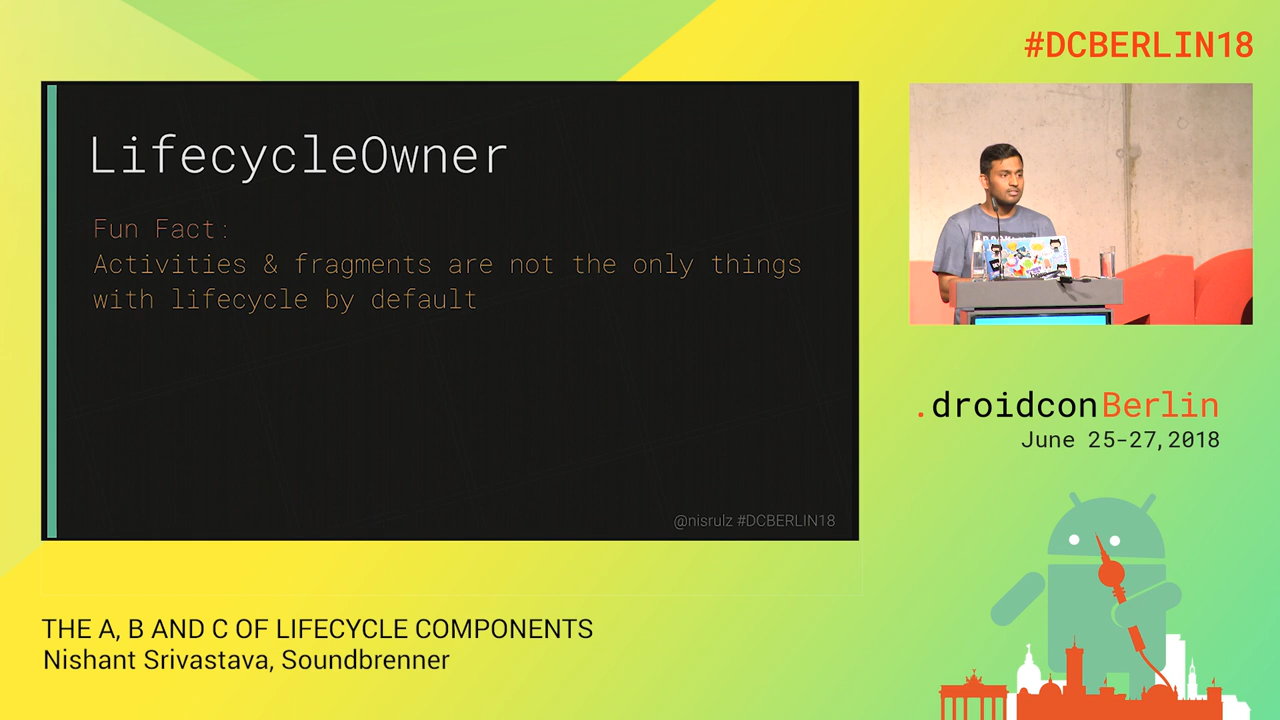 #DCBERLIN18
LifecycleOwner
Fun Fact:
Activities & fragments are not the only things
with lifecycle by default
@nisrulz #DCBERLIN18
.droidconBerlin
June 25-27, 2018
THE A, B AND C OF LIFECYCLE COMPONENTS
Nishant Srivastava, Soundbrenner